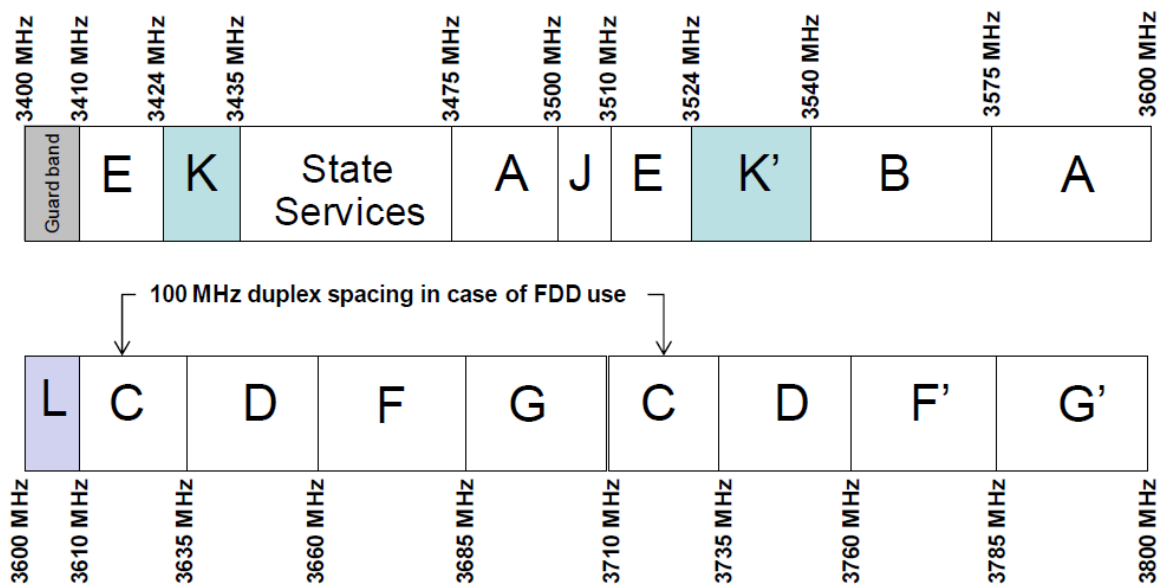 3400 MHz
3410 MHz
3424 MHz
3435 MHz
3475 MHz
3500 MHz
3510 MHz
3524 MHz
3540 MHz
3575 MHz
3600 MHz
Guard band
E
K
State
Services
A
J
E
K’
B
A
100 MHz duplex spacing in case of FDD use
L
C
D
F
G
C
D
F’
G’
3600 MHz
3610 MHz
3635 MHz
3660 MHz
3685 MHz
3710 MHz
3735 MHz
3760 MHz
3785 MHz
3800 MHz